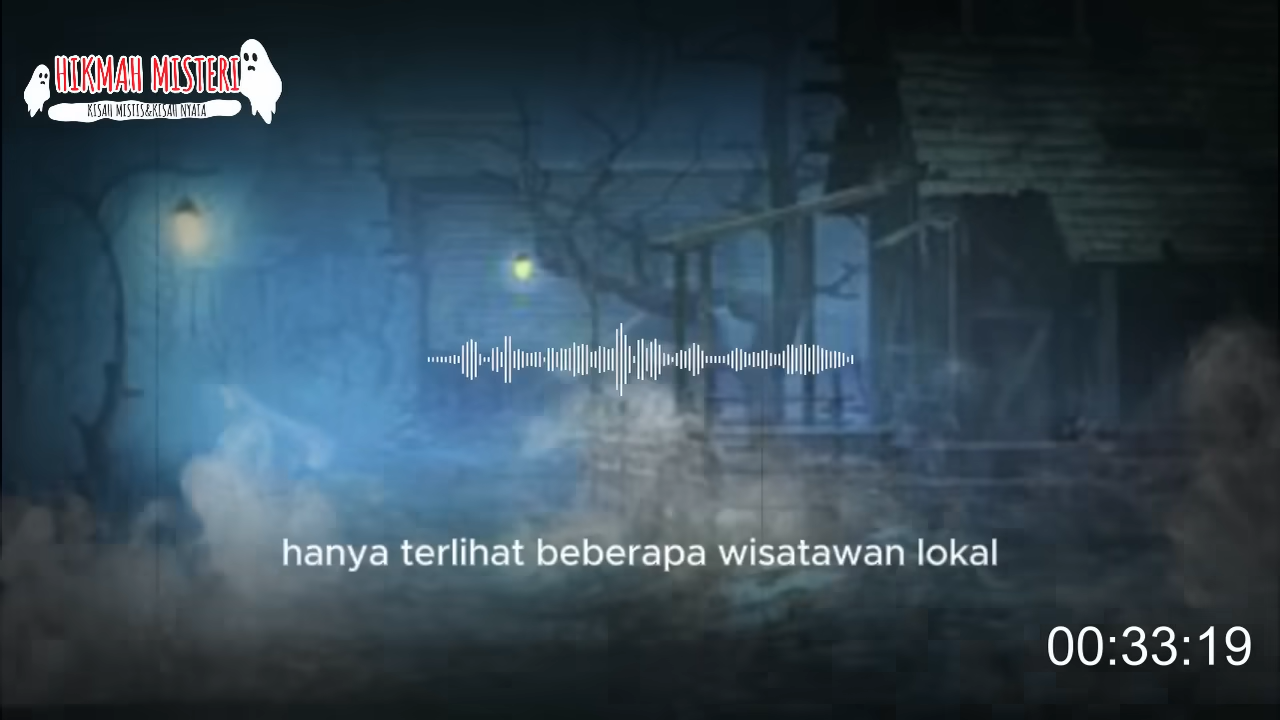 HIKMAH MISTERI
KISAH MISTIS&KISAH NYATA
hanya terlihat beberapa wisatawan lokal
00:33:19